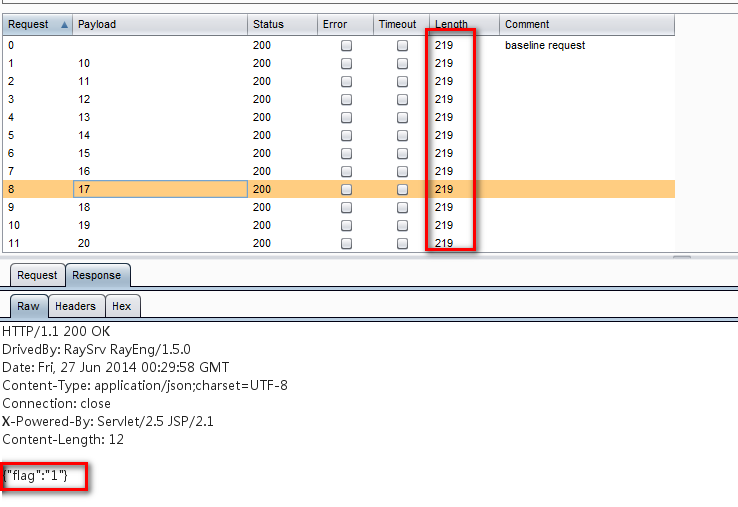 Request Payload Status Error Timeout Length Comment
0 200 219 baseline request
1 10 200 219
2 11 200 219
3 12 200 219
4 13 200 219
5 14 200 219
6 15 200 219
7 16 200 219
8 17 200 219
9 18 200 219
10 19 200 219
11 20 200 219
Request Response
Raw Headers Hex
HTTP/1.1 200 OK
DrivedBy: RaySrv RayEng/1.5.0
Date: Fri, 27 Jun 2014 00:29:58 GMT
Content-Type: application/json;charset=UTF-8
Connection: close
X-Powered-By: Servlet/2.5 JSP/2.1
Content-Length: 12
{"flag":"1"}